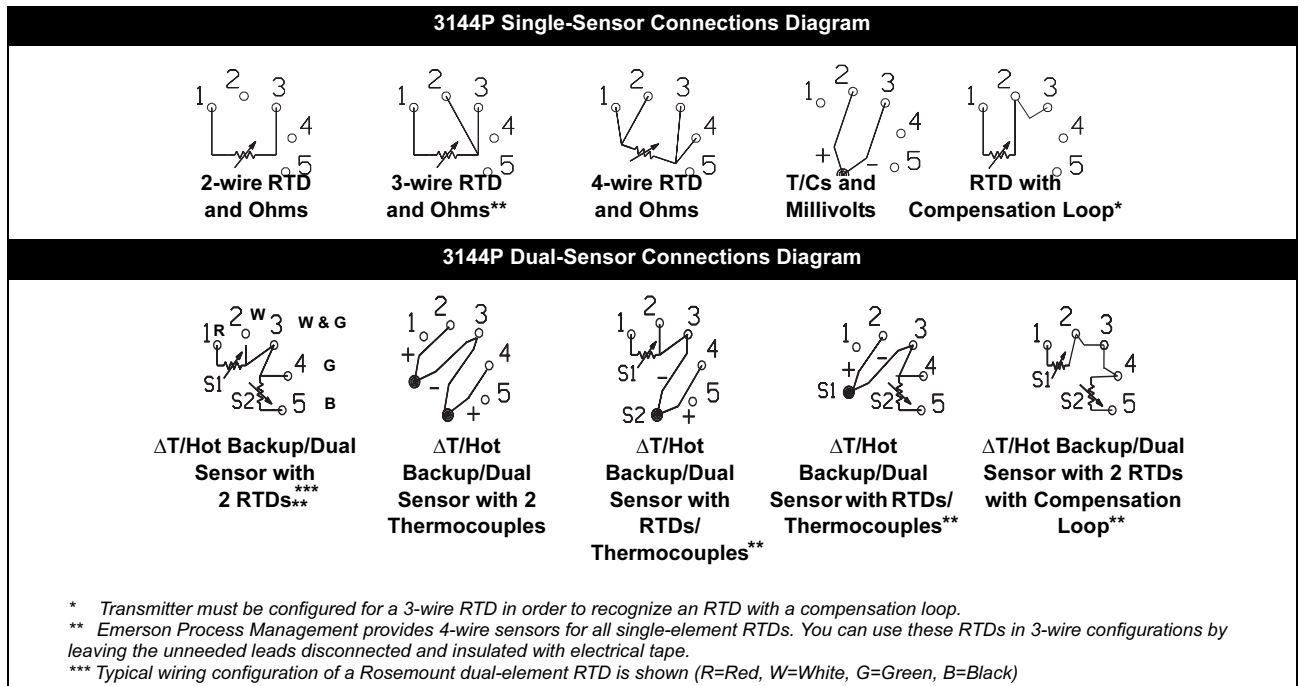 3144P Single-Sensor Connections Diagram
1 2 3 4 5
1 2 3 4 5
1 2 3 4 5
1 2 3 4 5 + -
1 2 3 4 5
2-wire RTD
and Ohms
3-wire RTD
and Ohms**
4-wire RTD
and Ohms
T/Cs and
Millivolts
RTD with
Compensation Loop*
3144P Dual-Sensor Connections Diagram
1 R 2 W 3 W & G
4 G
S1
S2 5 B
1 2 3 4 5 + - +
1 2 3 4 5 S1 - S2 +
1 2 3 4 5 + - S1 S2
1 2 3 4 5 S1 S2
ΔT/Hot Backup/Dual
Sensor with
2 RTDs***
**
ΔT/Hot
Backup/Dual
Sensor with 2
Thermocouples
ΔT/Hot
Backup/Dual
Sensor with
RTDs/
Thermocouples**
ΔT/Hot
Backup/Dual
Sensor with RTDs/
Thermocouples**
ΔT/Hot Backup/Dual
Sensor with 2 RTDs
with Compensation
Loop**
* Transmitter must be configured for a 3-wire RTD in order to recognize an RTD with a compensation loop.
** Emerson Process Management provides 4-wire sensors for all single-element RTDs. You can use these RTDs in 3-wire configurations by
leaving the unneeded leads disconnected and insulated with electrical tape.
*** Typical wiring configuration of a Rosemount dual-element RTD is shown (R=Red, W=White, G=Green, B=Black)